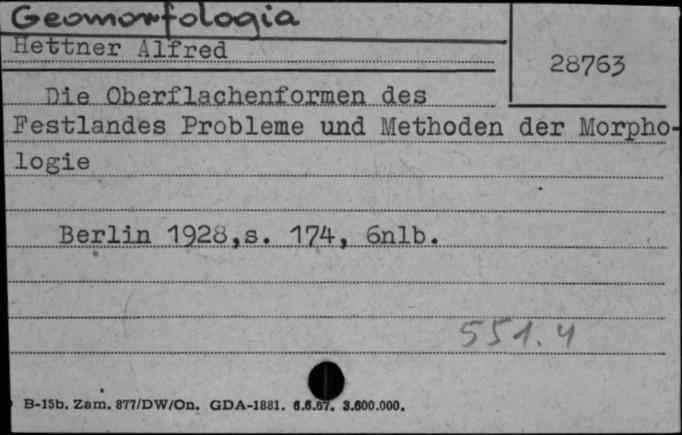 Geomorfologia
Hettner Alfred
28763
Die Oberflachenformen des
Festlandes Probleme und Methoden der Morpho-
logie
Berlin 1928,s. 174, 6nlb.
551.4
B-15b. Zam. 877/DW/On. GDA-1881. 6.6.67. 3.600.000.